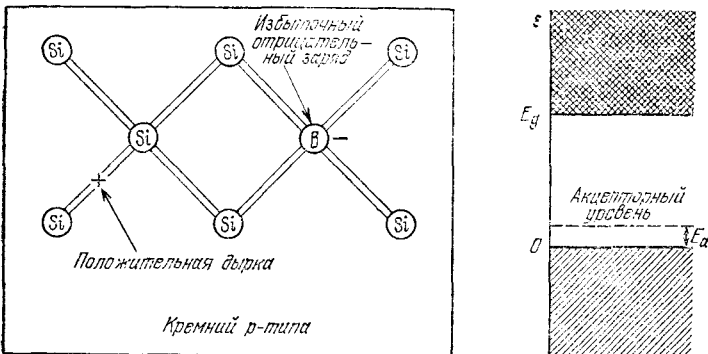 Избыточный
отрицатель-
ный заряд
Si Si Si
Si B –
+
Si Si Si
Положительная дырка
Кремний p-типа
ε
E_g
Акцепторный
уровень
E_a
0